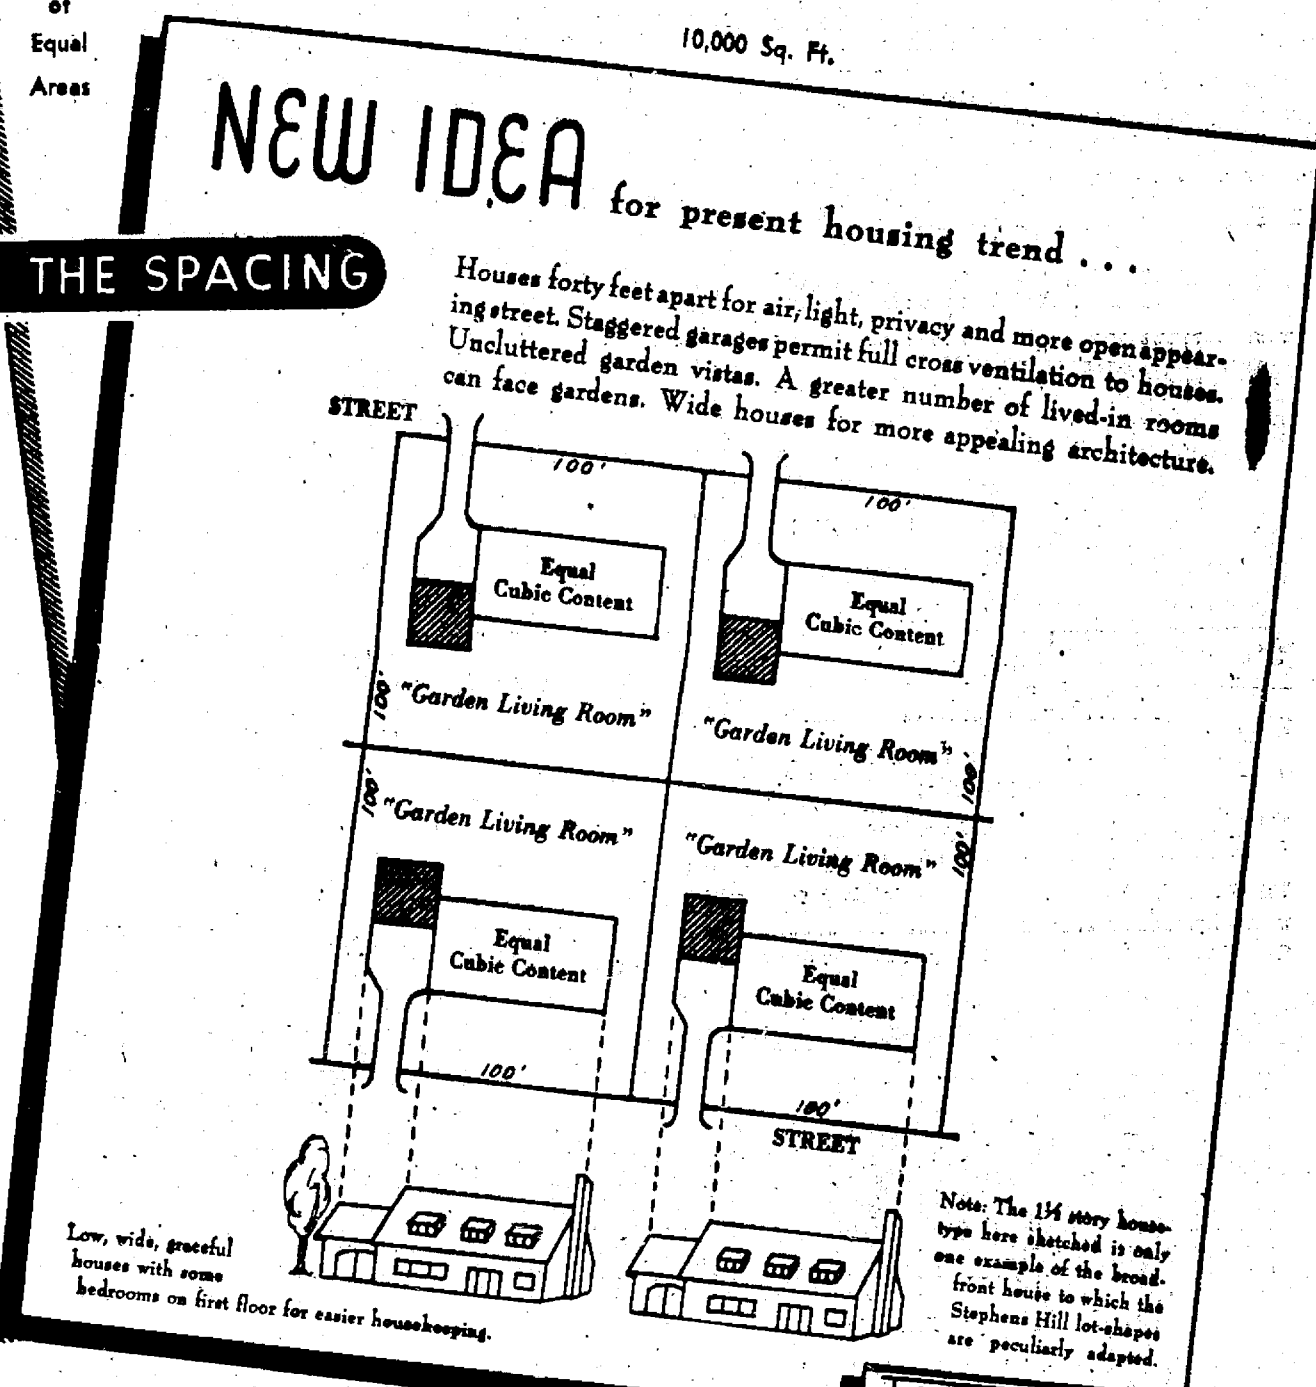 of
Equal
Areas
10,000 Sq. Ft.
NEW IDEA for present housing trend . . .
THE SPACING
Houses forty feet apart for air, light, privacy and more open appear-
ing street. Staggered garages permit full cross ventilation to houses.
Uncluttered garden vistas. A greater number of lived-in rooms
can face gardens. Wide houses for more appealing architecture.
STREET
100'
100'
Equal
Cubic Content
Equal
Cubic Content
100'
"Garden Living Room"
"Garden Living Room"
100'
100'
"Garden Living Room"
"Garden Living Room"
100'
Equal
Cubic Content
Equal
Cubic Content
100'
100'
STREET
Low, wide, graceful
houses with some
bedrooms on first floor for easier housekeeping.
Note: The 1½ story house-
type here sketched is only
one example of the broad-
front house to which the
Stephens Hill lot-shapes
are peculiarly adapted.